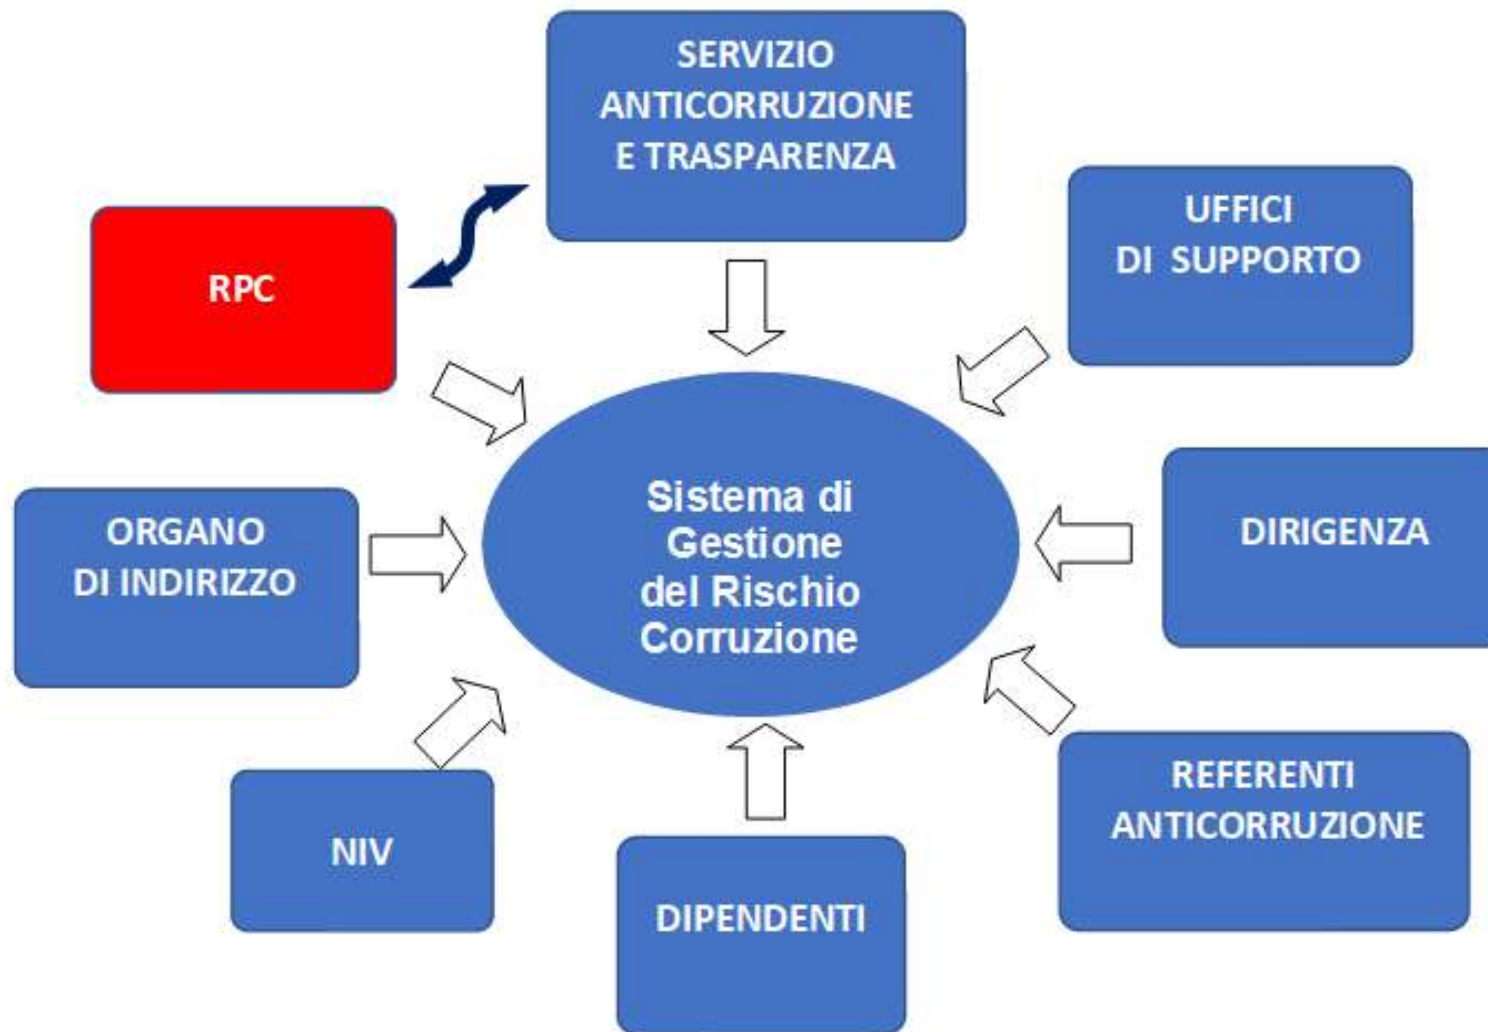 SERVIZIO
ANTICORRUZIONE
E TRASPARENZA
UFFICI
DI SUPPORTO
RPC
ORGANO
DI INDIRIZZO
Sistema di
Gestione
del Rischio
Corruzione
DIRIGENZA
REFERENTI
ANTICORRUZIONE
NIV
DIPENDENTI